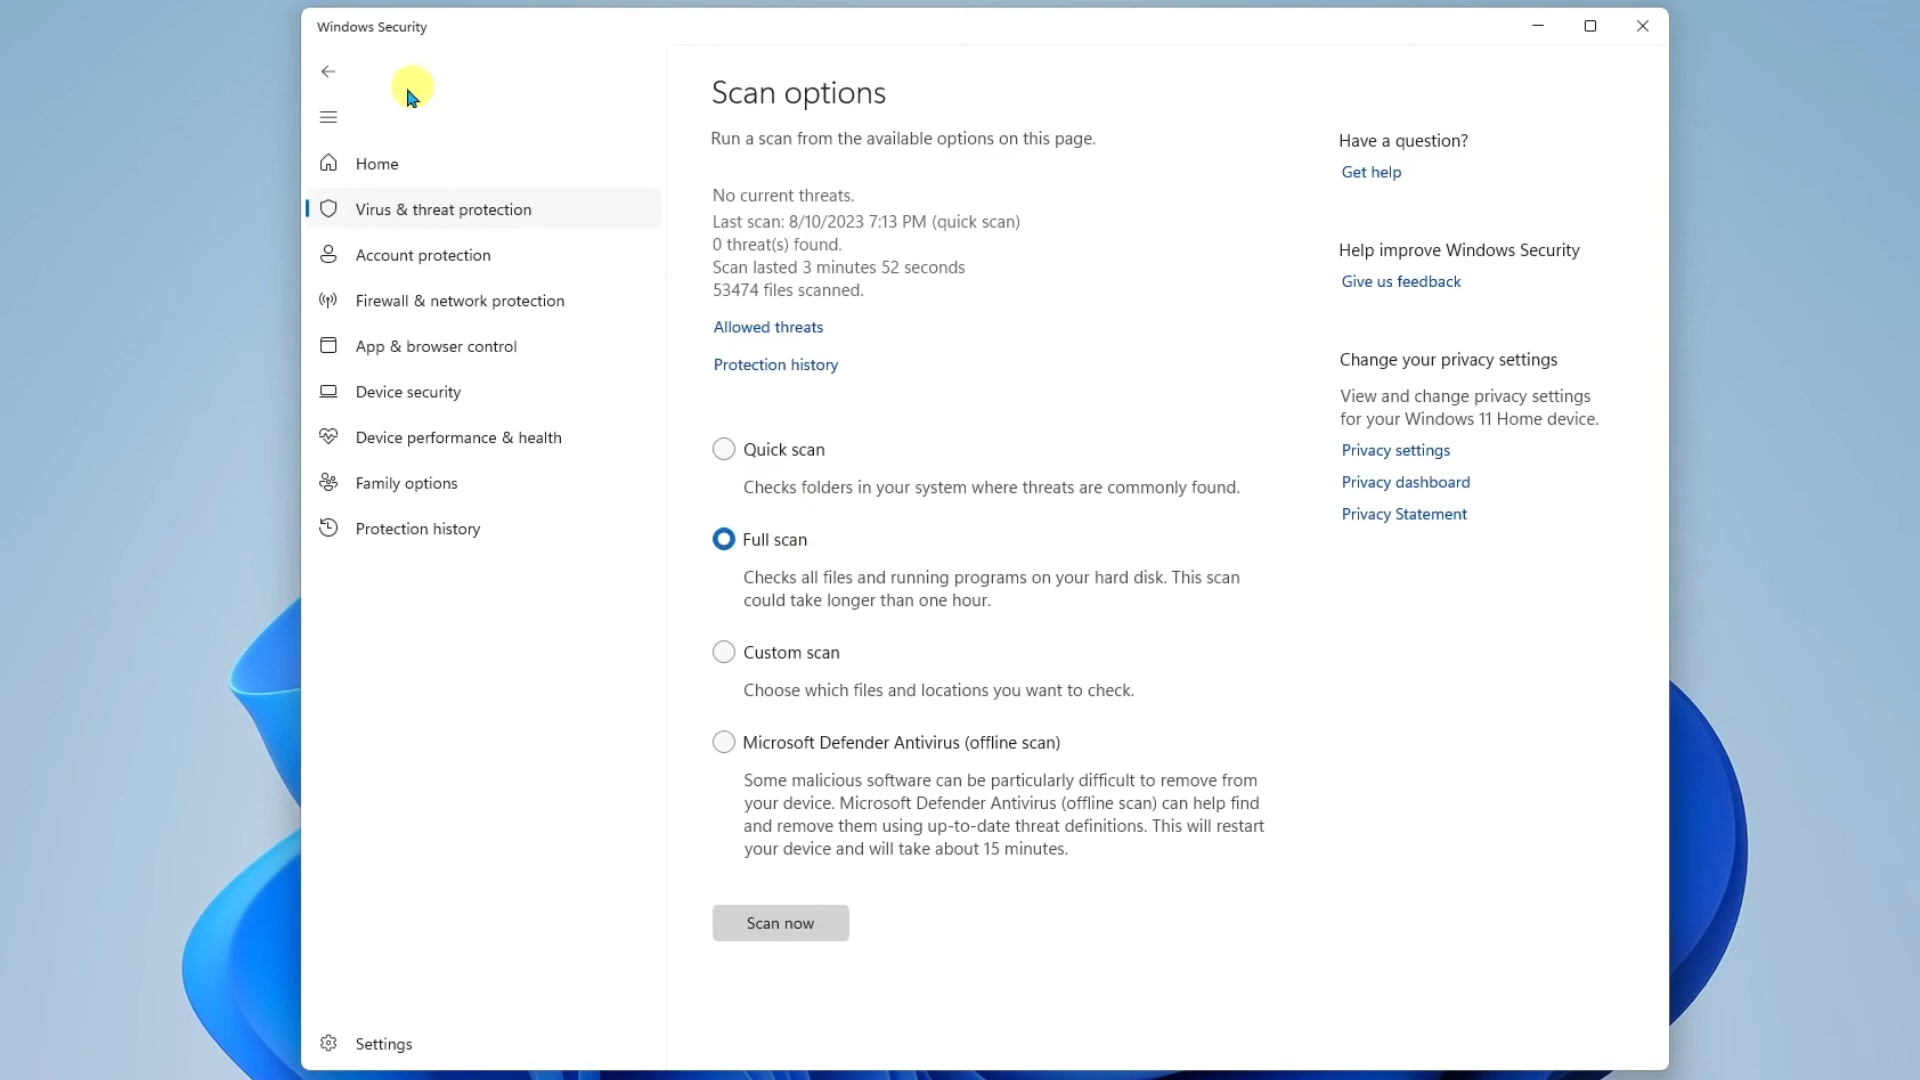 Windows Security
Home
Virus & threat protection
Account protection
Firewall & network protection
App & browser control
Device security
Device performance & health
Family options
Protection history
Settings
Scan options
Run a scan from the available options on this page.
No current threats.
Last scan: 8/10/2023 7:13 PM (quick scan)
0 threat(s) found.
Scan lasted 3 minutes 52 seconds
53474 files scanned.
Allowed threats
Protection history
Quick scan
Checks folders in your system where threats are commonly found.
Full scan
Checks all files and running programs on your hard disk. This scan
could take longer than one hour.
Custom scan
Choose which files and locations you want to check.
Microsoft Defender Antivirus (offline scan)
Some malicious software can be particularly difficult to remove from
your device. Microsoft Defender Antivirus (offline scan) can help find
and remove them using up-to-date threat definitions. This will restart
your device and will take about 15 minutes.
Scan now
Have a question?
Get help
Help improve Windows Security
Give us feedback
Change your privacy settings
View and change privacy settings
for your Windows 11 Home device.
Privacy settings
Privacy dashboard
Privacy Statement